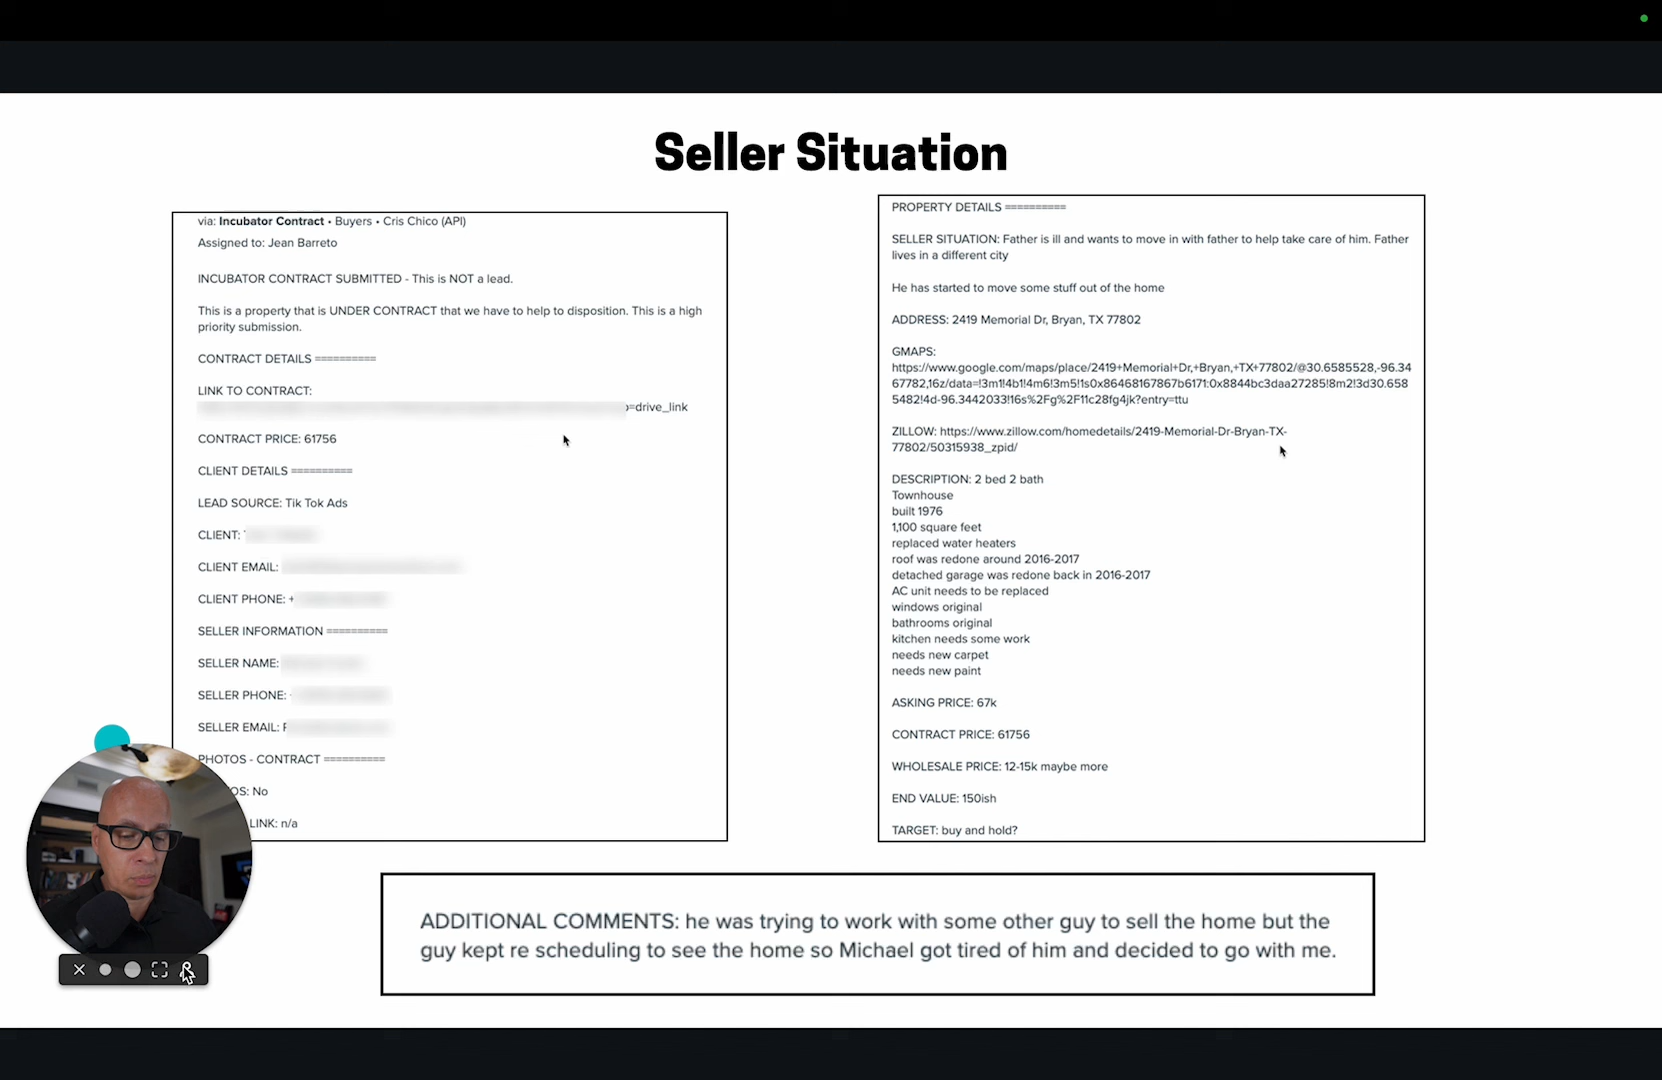 Seller Situation
via: Incubator Contract • Buyers • Cris Chico (API)
Assigned to: Jean Barreto
INCUBATOR CONTRACT SUBMITTED - This is NOT a lead.
This is a property that is UNDER CONTRACT that we have to help to disposition. This is a high
priority submission.
CONTRACT DETAILS ==========
LINK TO CONTRACT:
=drive_link
CONTRACT PRICE: 61756
CLIENT DETAILS ==========
LEAD SOURCE: Tik Tok Ads
CLIENT:
CLIENT EMAIL:
CLIENT PHONE: +
SELLER INFORMATION ==========
SELLER NAME:
SELLER PHONE:
SELLER EMAIL:
PHOTOS - CONTRACT ==========
OS: No
LINK: n/a
PROPERTY DETAILS ==========
SELLER SITUATION: Father is ill and wants to move in with father to help take care of him. Father
lives in a different city
He has started to move some stuff out of the home
ADDRESS: 2419 Memorial Dr, Bryan, TX 77802
GMAPS:
https://www.google.com/maps/place/2419+Memorial+Dr,+Bryan,+TX+77802/@30.6585528,-96.34
67782,16z/data=!3m1!4b1!4m6!3m5!1s0x86468167867b6171:0x8844bc3daa27285!8m2!3d30.658
5482!4d-96.3442033!16s%2Fg%2F11c28fg4jk?entry=ttu
ZILLOW: https://www.zillow.com/homedetails/2419-Memorial-Dr-Bryan-TX-
77802/50315938_zpid/
DESCRIPTION: 2 bed 2 bath
Townhouse
built 1976
1,100 square feet
replaced water heaters
roof was redone around 2016-2017
detached garage was redone back in 2016-2017
AC unit needs to be replaced
windows original
bathrooms original
kitchen needs some work
needs new carpet
needs new paint
ASKING PRICE: 67k
CONTRACT PRICE: 61756
WHOLESALE PRICE: 12-15k maybe more
END VALUE: 150ish
TARGET: buy and hold?
ADDITIONAL COMMENTS: he was trying to work with some other guy to sell the home but the
guy kept re scheduling to see the home so Michael got tired of him and decided to go with me.